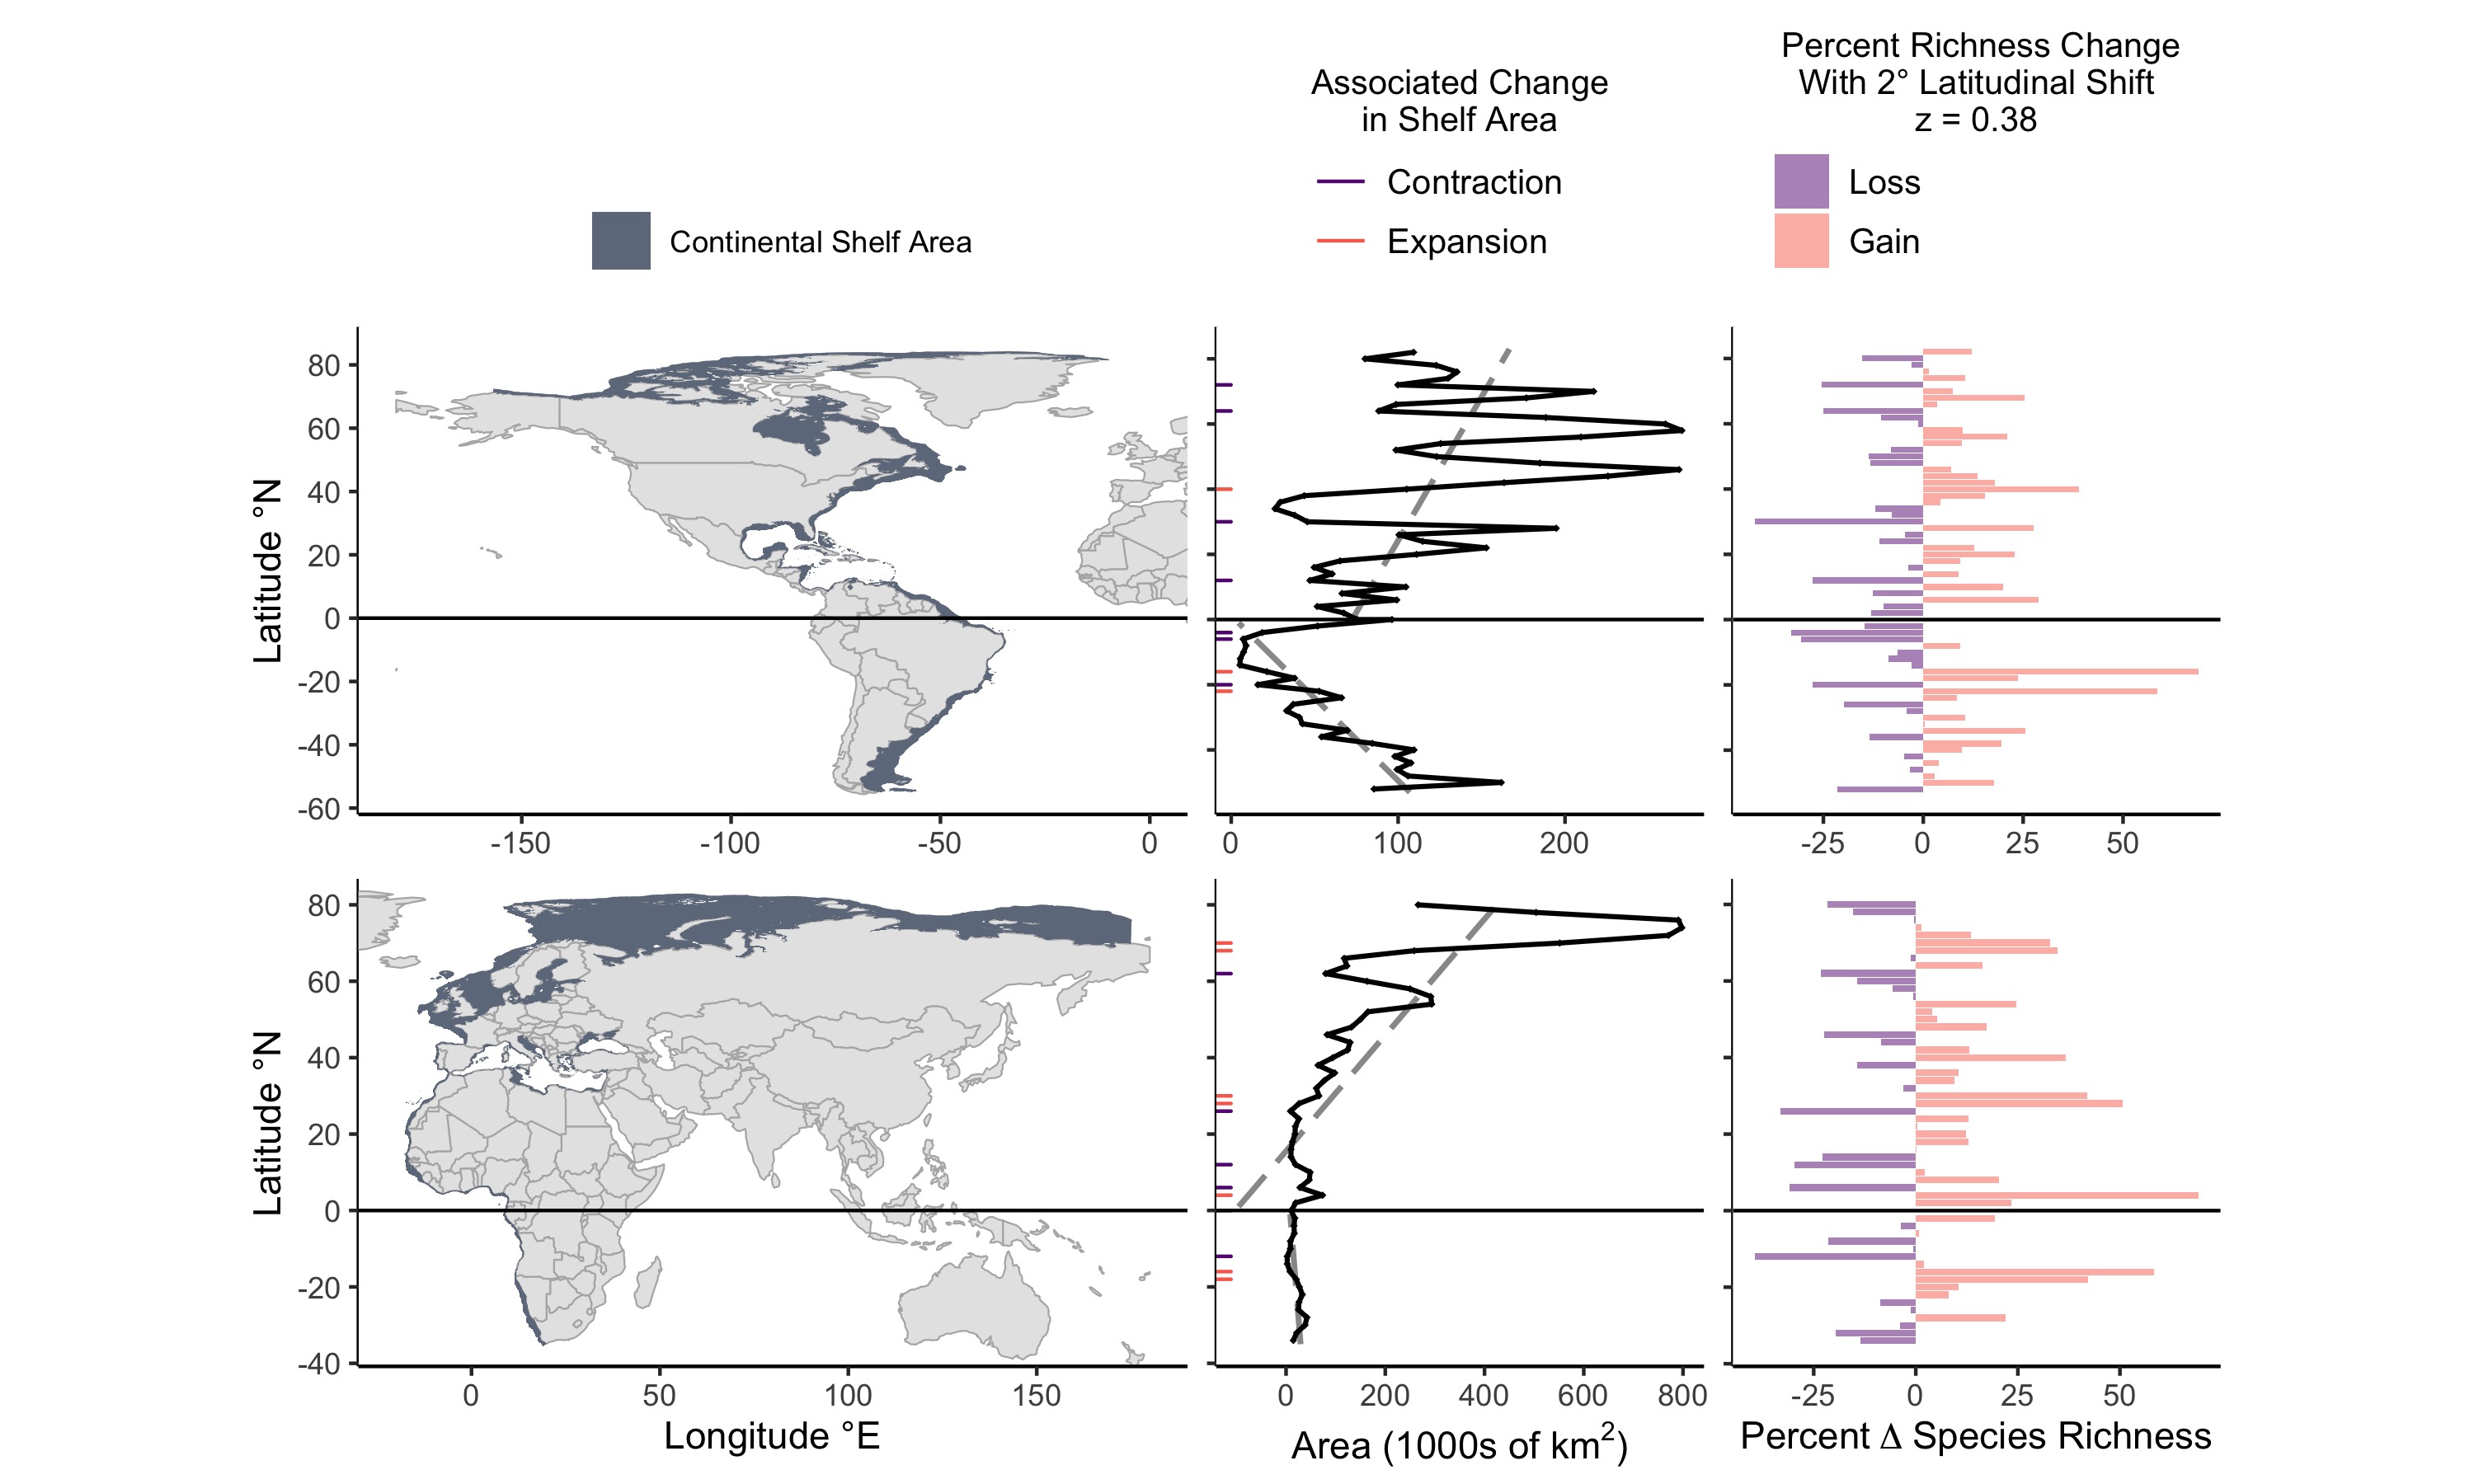 Percent Richness Change
With 2° Latitudinal Shift
z = 0.38
Associated Change
in Shelf Area
Contraction
Expansion
Loss
Gain
Continental Shelf Area
Latitude °N
80
60
40
20
0
-20
-40
-60
-150
-100
-50
0
0
100
200
-25
0
25
50
Latitude °N
80
60
40
20
0
-20
-40
0
50
100
150
0
200
400
600
800
-25
0
25
50
Longitude °E
Area (1000s of km²)
Percent Δ Species Richness